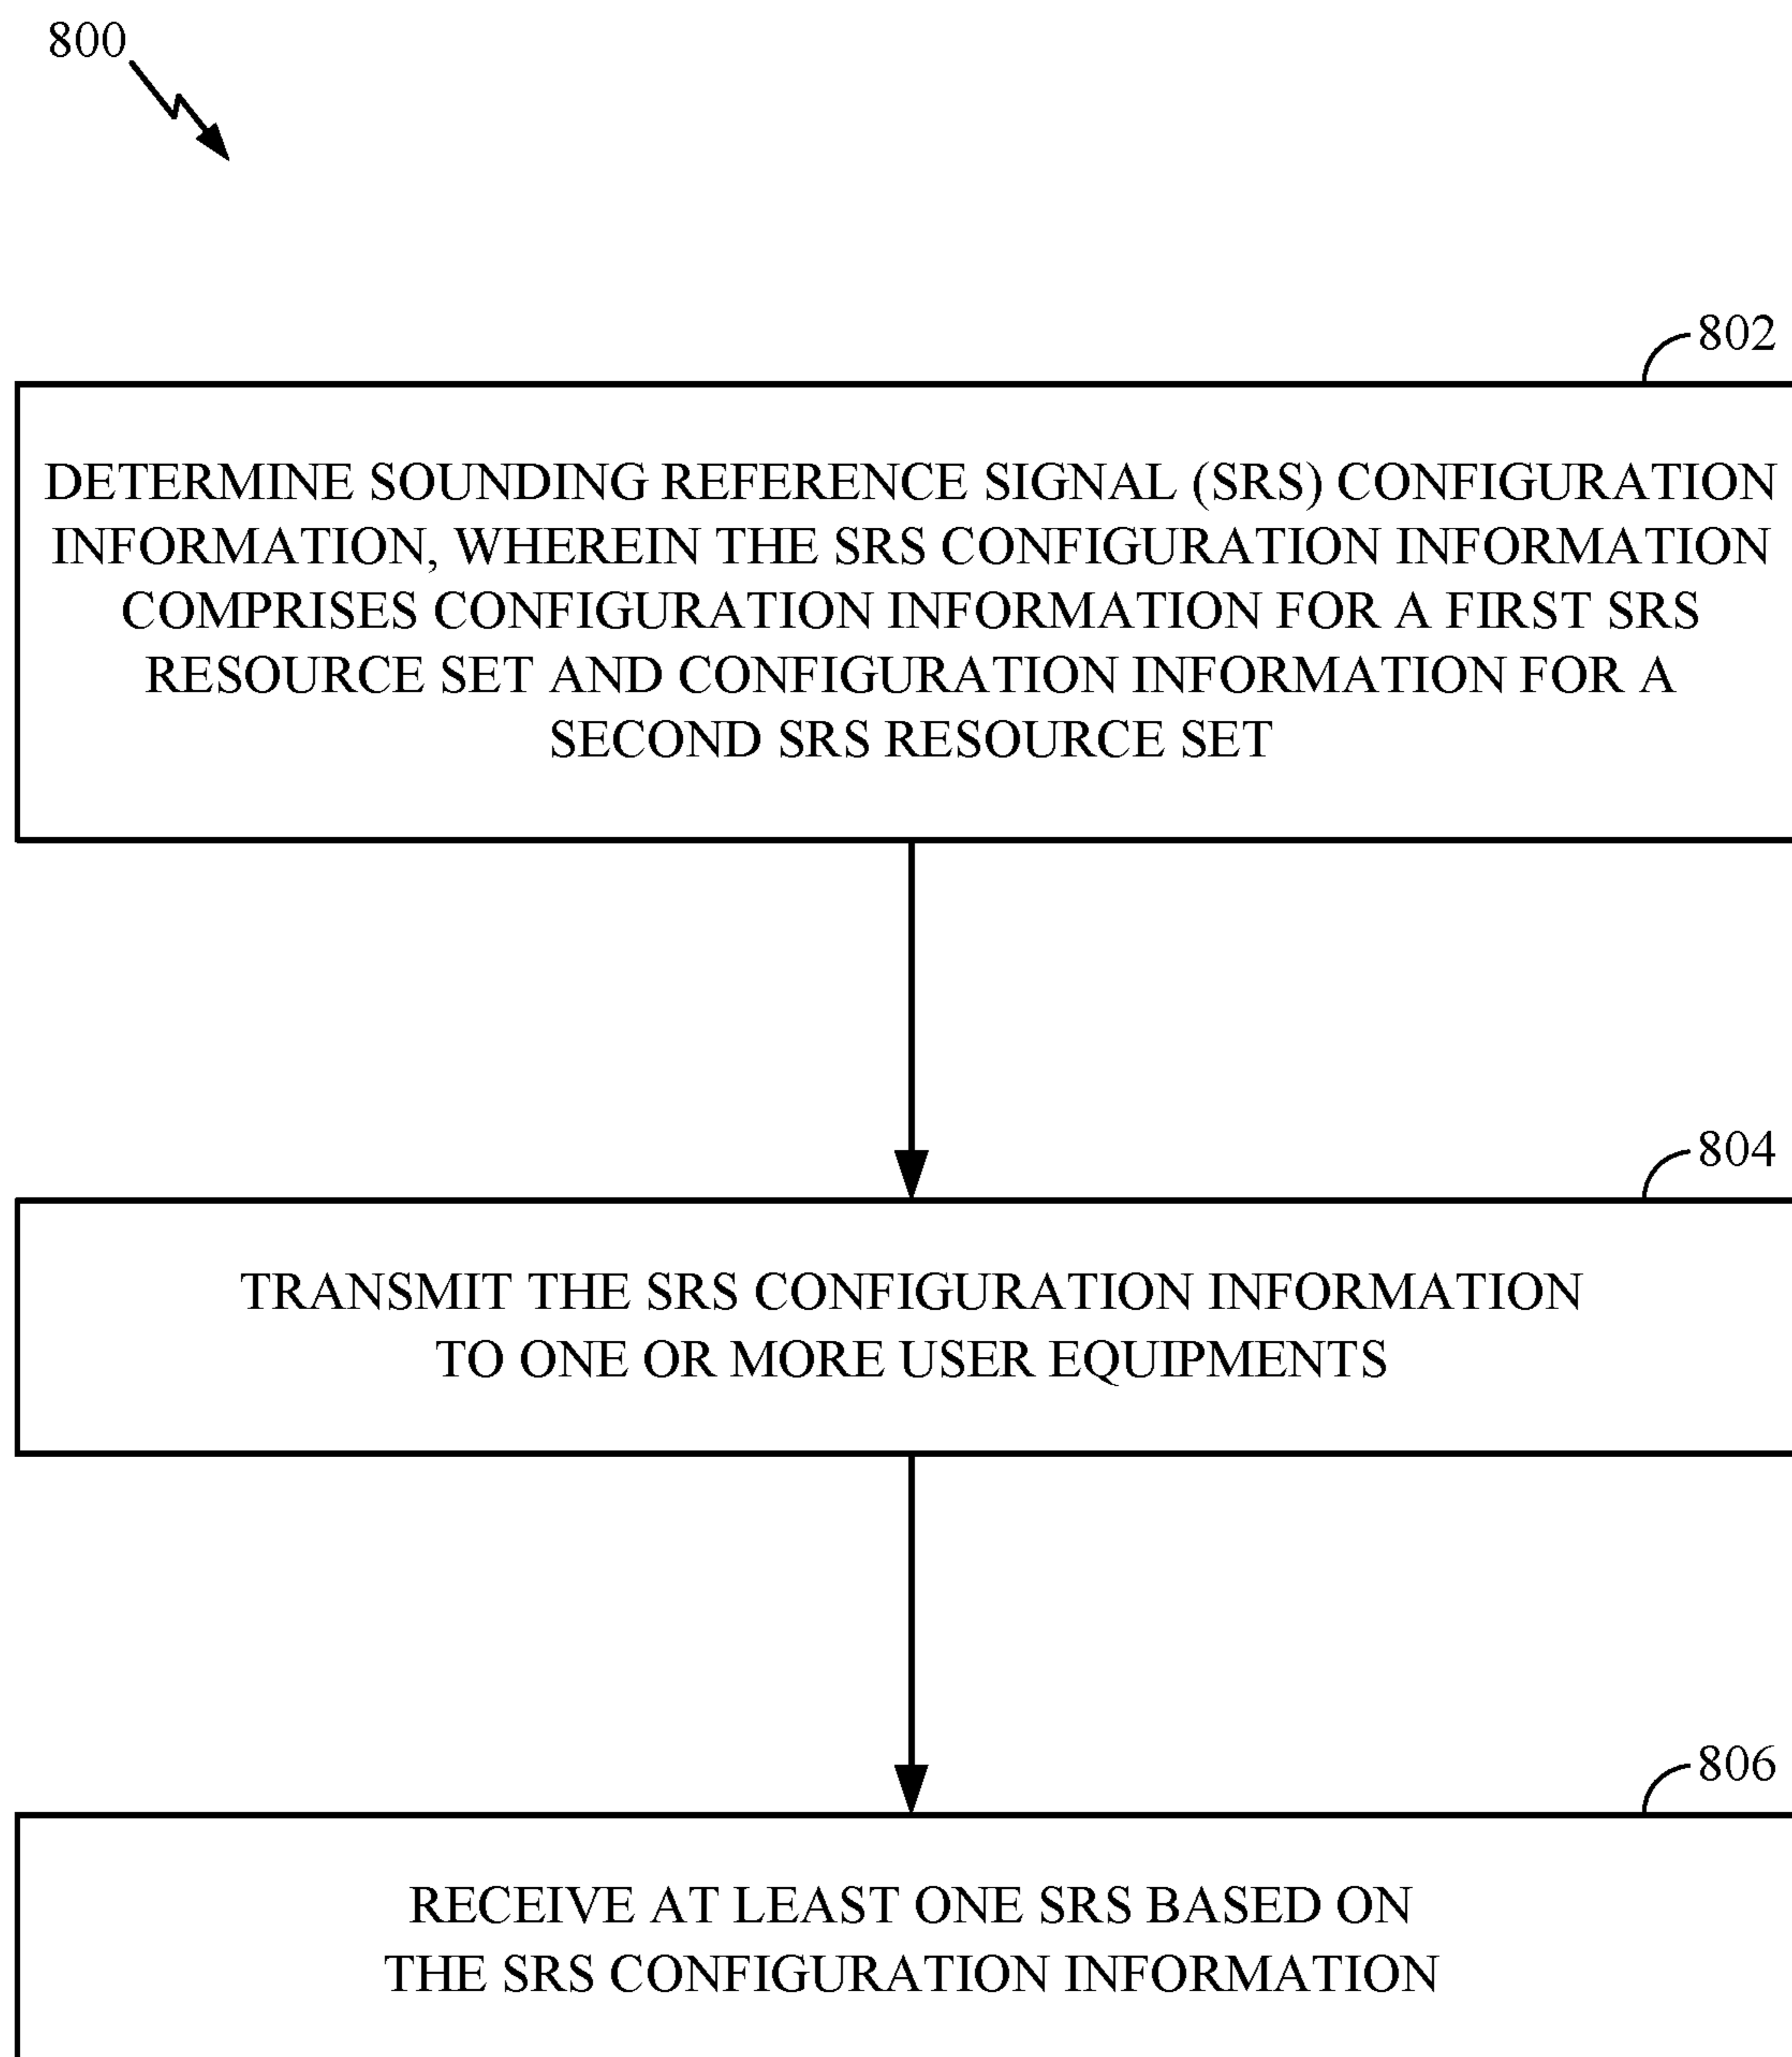 800
802
DETERMINE SOUNDING REFERENCE SIGNAL (SRS) CONFIGURATION
INFORMATION, WHEREIN THE SRS CONFIGURATION INFORMATION
COMPRISES CONFIGURATION INFORMATION FOR A FIRST SRS
RESOURCE SET AND CONFIGURATION INFORMATION FOR A
SECOND SRS RESOURCE SET
804
TRANSMIT THE SRS CONFIGURATION INFORMATION
TO ONE OR MORE USER EQUIPMENTS
806
RECEIVE AT LEAST ONE SRS BASED ON
THE SRS CONFIGURATION INFORMATION